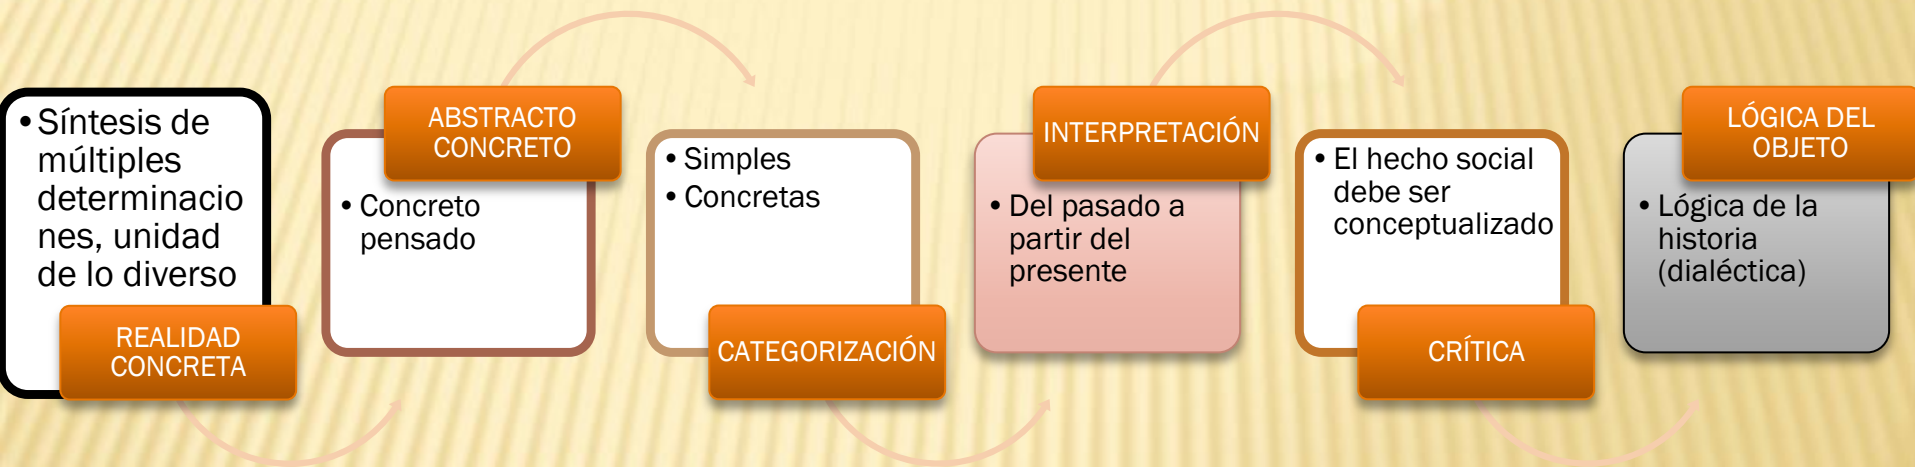 • Síntesis de
múltiples
determinacio
nes, unidad
de lo diverso
REALIDAD
CONCRETA
ABSTRACTO
CONCRETO
• Concreto
pensado
• Simples
• Concretas
CATEGORIZACIÓN
INTERPRETACIÓN
• Del pasado a
partir del
presente
• El hecho social
debe ser
conceptualizado
CRÍTICA
LÓGICA DEL
OBJETO
• Lógica de la
historia
(dialéctica)